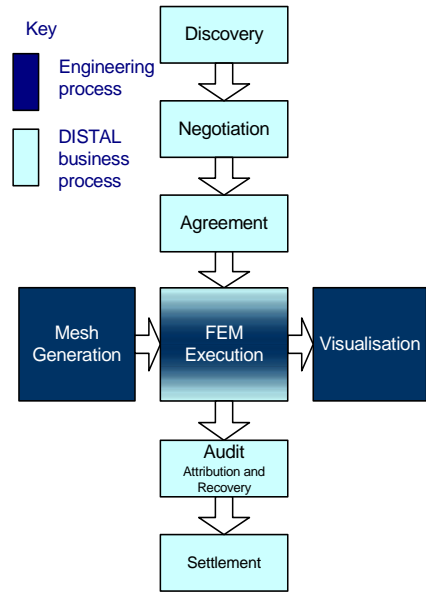 Key
Engineering
process
DISTAL
business
process
Discovery
Negotiation
Agreement
Mesh
Generation
FEM
Execution
Visualisation
Audit
Attribution and
Recovery
Settlement